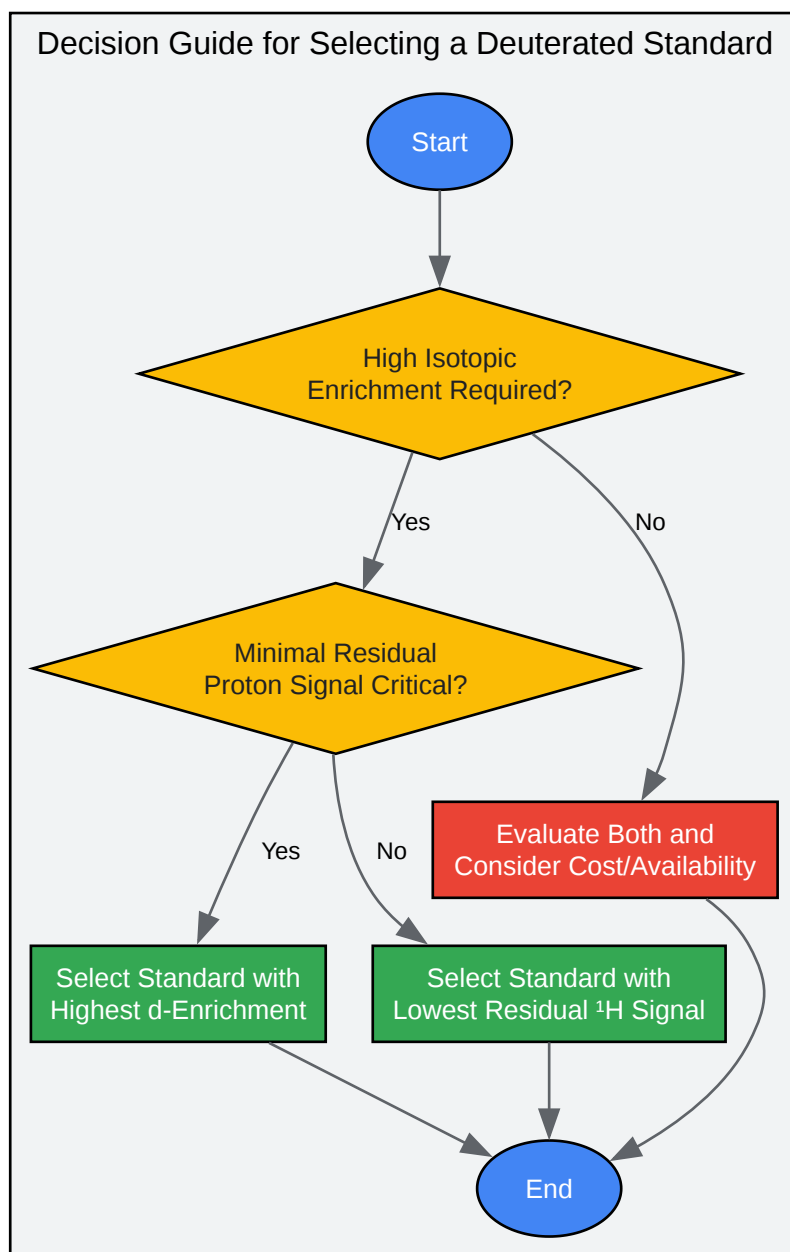 Decision Guide for Selecting a Deuterated Standard
Start
High Isotopic
Enrichment Required?
Yes
No
Minimal Residual
Proton Signal Critical?
Evaluate Both and
Consider Cost/Availability
Yes
No
Select Standard with
Highest d-Enrichment
Select Standard with
Lowest Residual ¹H Signal
End